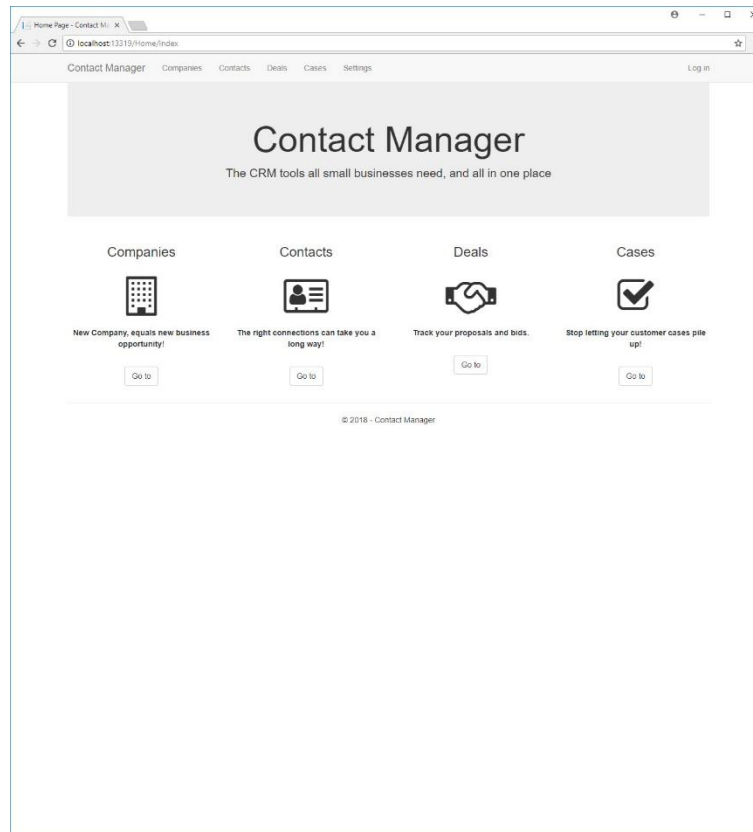 Home Page - Contact Ma
localhost:13319/Home/Index
Contact Manager Companies Contacts Deals Cases Settings Log in
Contact Manager
The CRM tools all small businesses need, and all in one place
Companies
New Company, equals new business
opportunity!
Go to
Contacts
The right connections can take you a
long way!
Go to
Deals
Track your proposals and bids.
Go to
Cases
Stop letting your customer cases pile
up!
Go to
© 2018 - Contact Manager